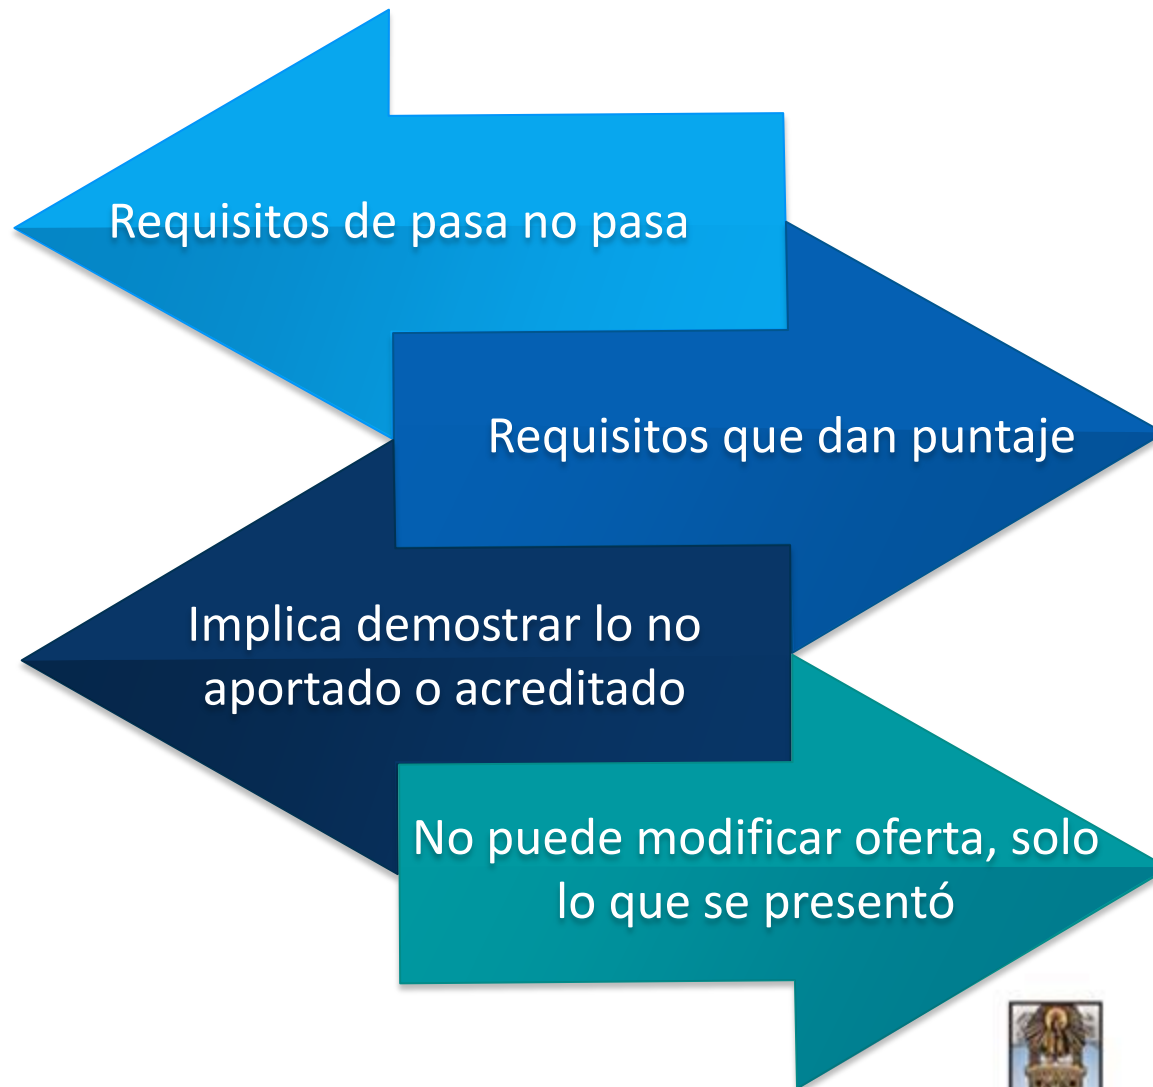 Requisitos de pasa no pasa
Requisitos que dan puntaje
Implica demostrar lo no
aportado o acreditado
No puede modificar oferta, solo
lo que se presentó